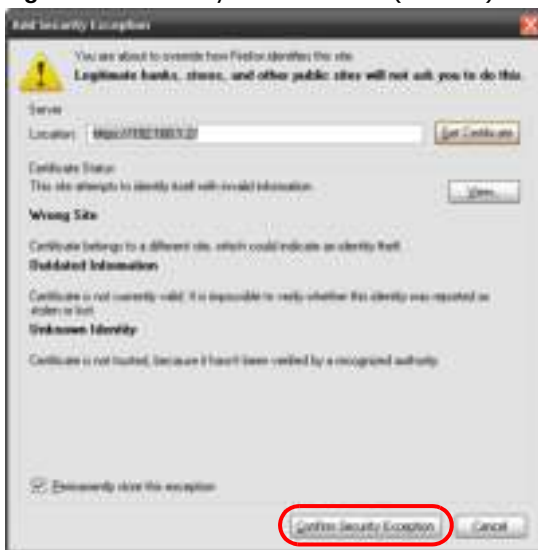 Add Security Exception
You are about to override how Firefox identifies this site.
Legitimate banks, stores, and other public sites will not ask you to do this.
Server
Location: https://192.168.1.2/
Get Certificate
Certificate Status
This site attempts to identify itself with invalid information.
View...
Wrong Site
Certificate belongs to a different site, which could indicate an identity theft.
Outdated Information
Certificate is not currently valid. It is impossible to verify whether this identity was reported as
stolen or lost.
Unknown Identity
Certificate is not trusted, because it hasn't been verified by a recognized authority.
Permanently store this exception
Confirm Security Exception
Cancel